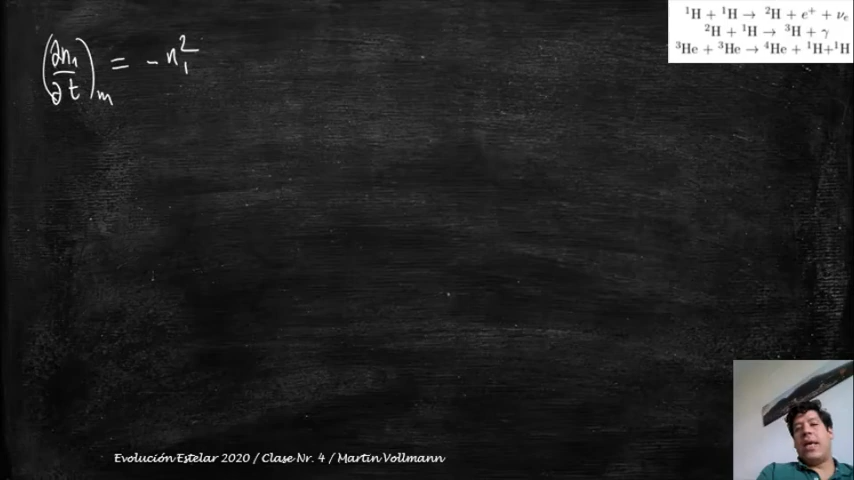 (∂n₁/∂t)ₘ = - n₁²
¹H + ¹H → ²H + e⁺ + νₑ
²H + ¹H → ³H + γ
³He + ³He → ⁴He + ¹H+¹H
Evolución Estelar 2020 / Clase Nr. 4 / Martin Vollmann